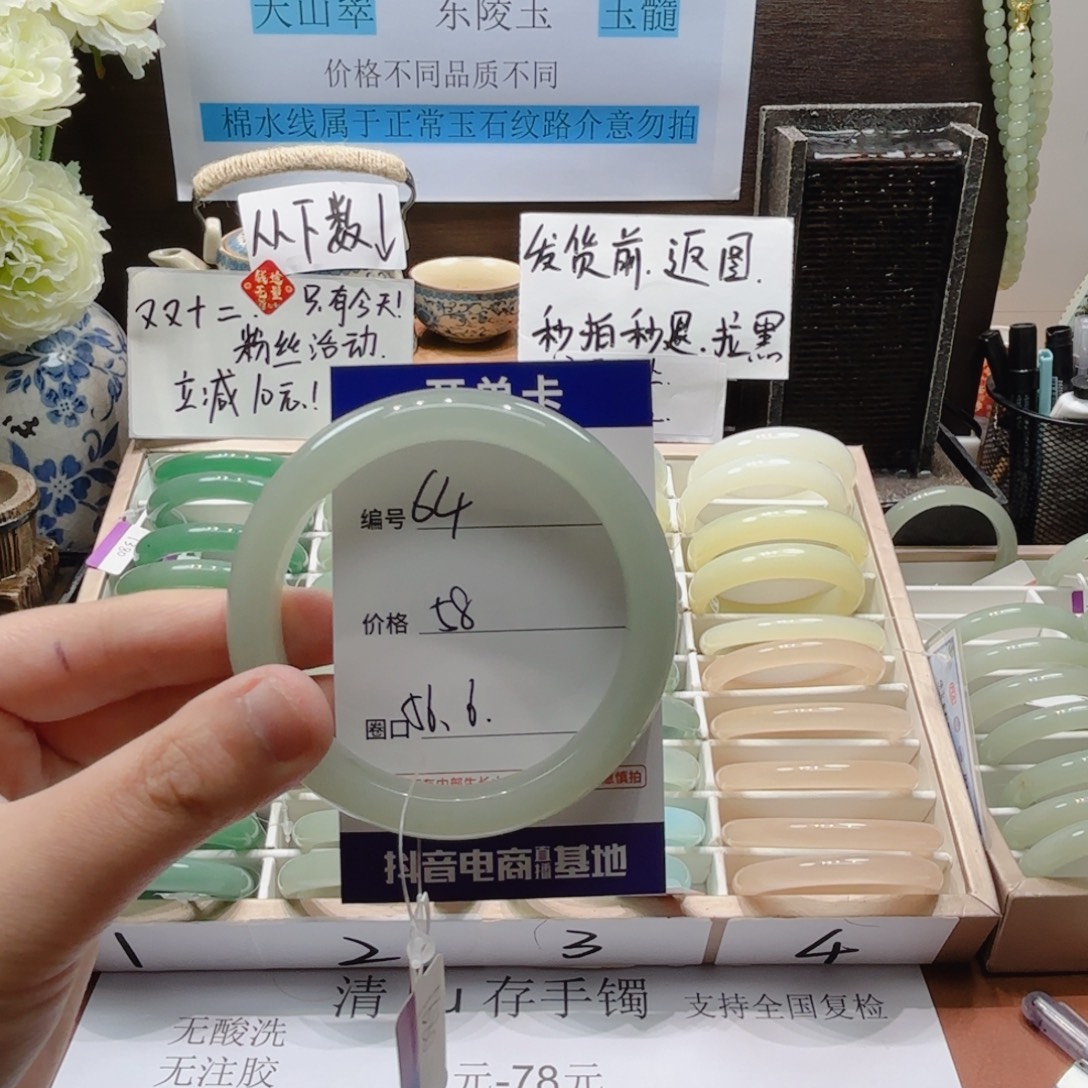 天山翠 东陵玉 玉髓
价格不同品质不同
棉水线属于正常玉石纹路介意勿拍
从下数↓
双双十二、只有今天!
粉丝活动.
立减10元.!
发货前.返图.
秒拍秒退.拉黑
开单卡
编号 64
价格 58
圈口 56.6.
1380
抖音电商直播基地
1 2 3 4
清 存手镯 支持全国复检
无酸洗
无注胶
元-78元